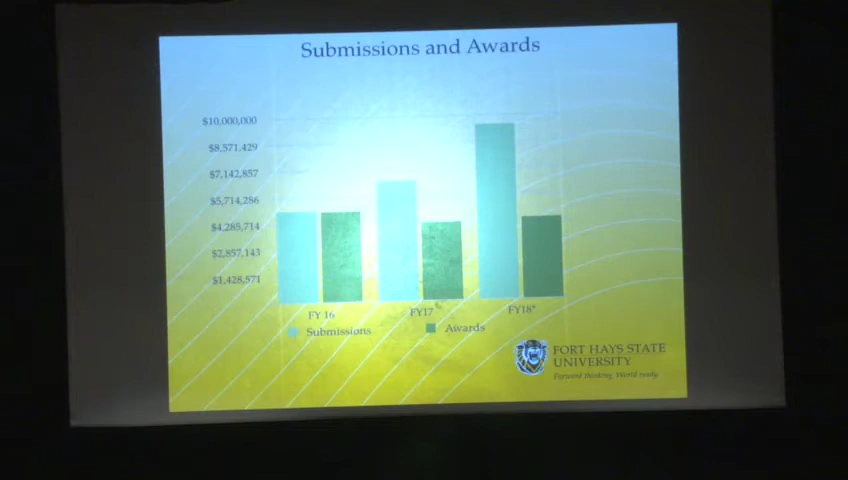 Submissions and Awards
$10,000,000
$8,571,429
$7,142,857
$5,714,286
$4,285,714
$2,857,143
$1,428,571
FY 16
FY17
FY18*
Submissions
Awards
FORT HAYS STATE
UNIVERSITY
Forward thinking. World ready.